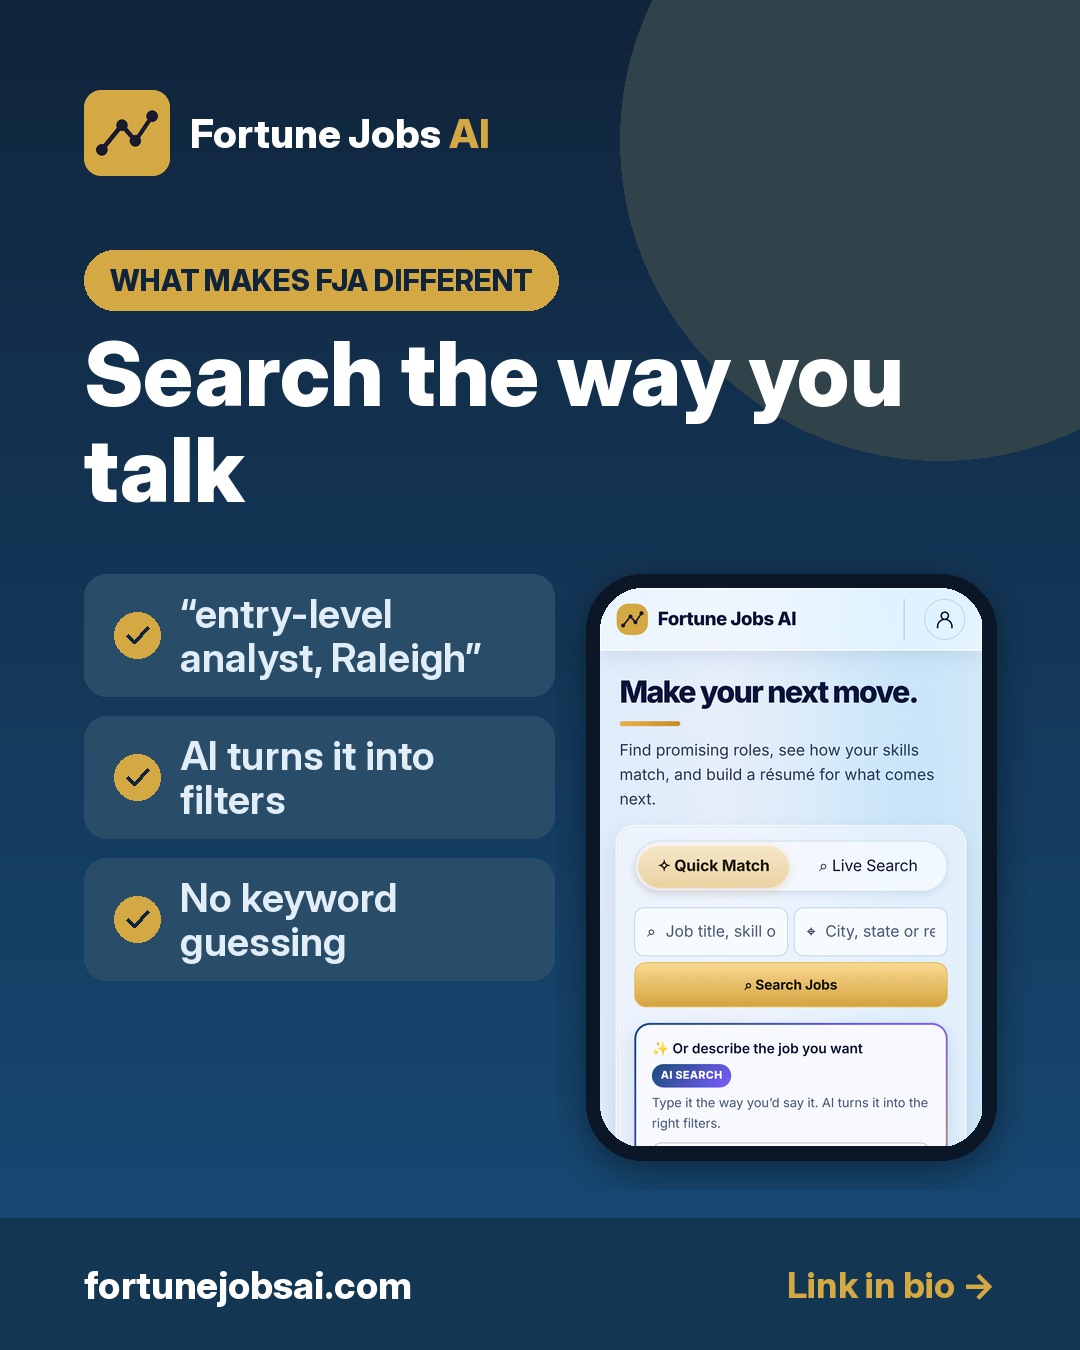 Fortune Jobs AI
WHAT MAKES FJA DIFFERENT
Search the way you
talk
“entry-level
analyst, Raleigh”
AI turns it into
filters
No keyword
guessing
Fortune Jobs AI
Make your next move.
Find promising roles, see how your skills
match, and build a résumé for what comes
next.
Quick Match
Live Search
Job title, skill o
City, state or re
Search Jobs
✨ Or describe the job you want
AI SEARCH
Type it the way you’d say it. AI turns it into the
right filters.
fortunejobsai.com
Link in bio →